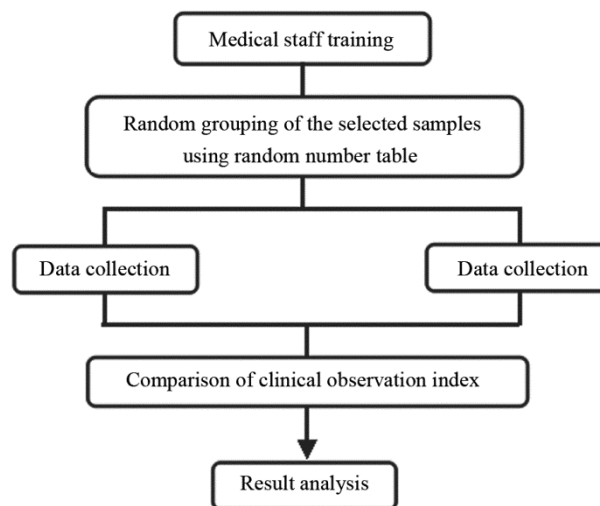 Medical staff training
Random grouping of the selected samples
using random number table
Data collection
Data collection
Comparison of clinical observation index
Result analysis